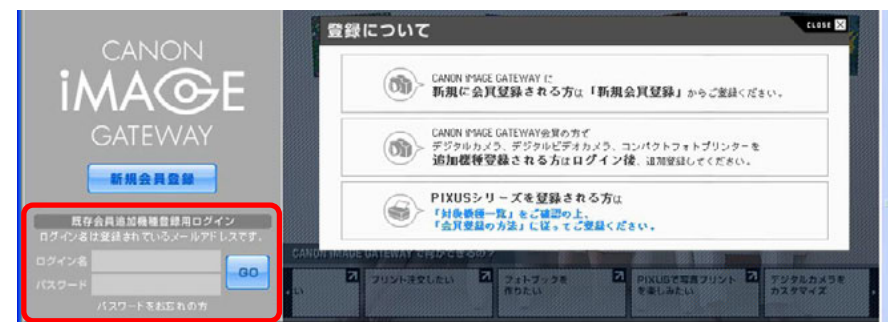 CANON
iMAGE
GATEWAY
新規会員登録
既存会員追加機種登録用ログイン
ログイン名は登録されているメールアドレスです。
ログイン名
パスワード
GO
パスワードをお忘れの方
登録について
CLOSE
CANON iMAGE GATEWAY に
新規に会員登録される方は「新規会員登録」からご登録ください。
CANON iMAGE GATEWAY会員の方で
デジタルカメラ、デジタルビデオカメラ、コンパクトフォトプリンターを
追加機種登録される方はログイン後、追加登録してください。
PIXUSシリーズを登録される方は
「対象機種一覧」をご確認の上、
「会員登録の方法」に従ってご登録ください。
CANON iMAGE GATEWAY で何ができるの?
たい
プリント注文したい
フォトブックを
作りたい
PIXUSで写真プリント
を楽しみたい
デジタルカメラを
カスタマイズ